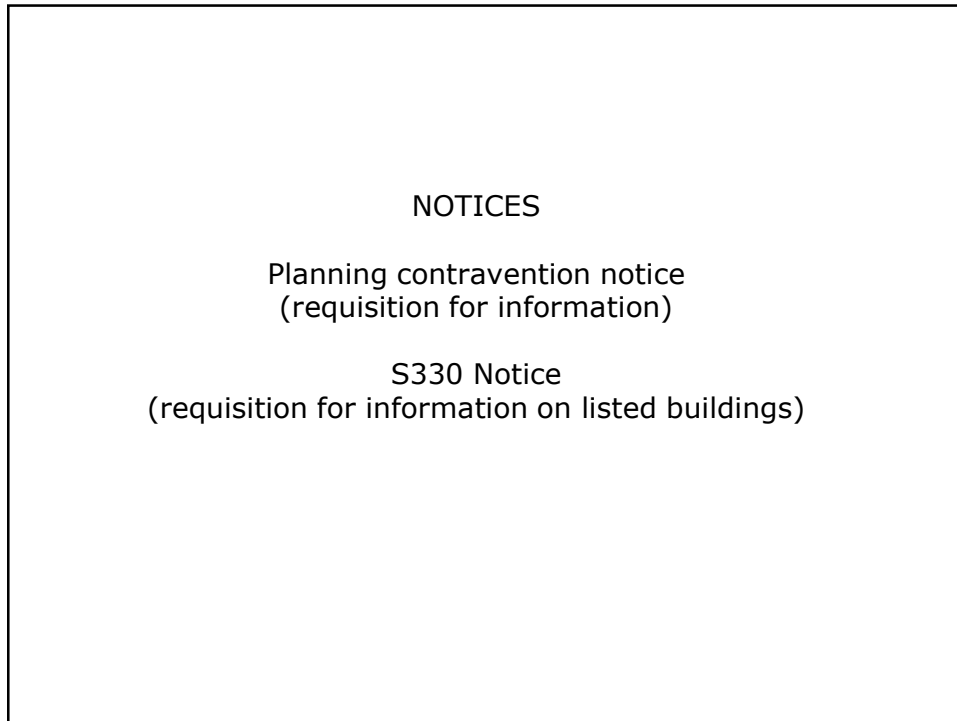 NOTICES
Planning contravention notice
(requisition for information)
S330 Notice
(requisition for information on listed buildings)